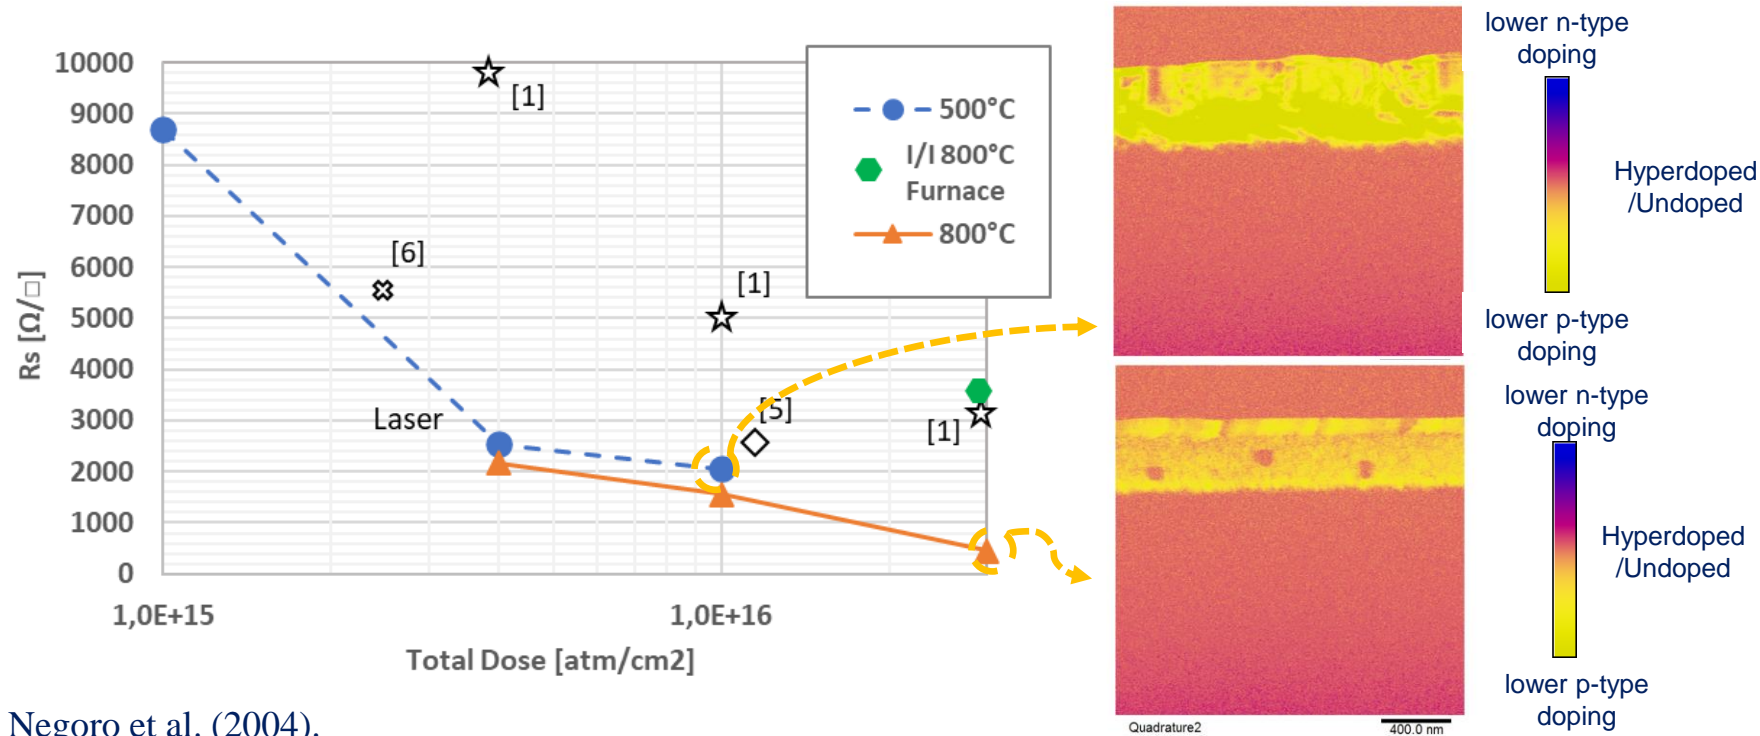 10000
9000
8000
7000
6000
5000
4000
3000
2000
1000
0
Rs [Ω/□]
1,0E+15
1,0E+16
Total Dose [atm/cm2]
[1]
[6]
[1]
[5]
[1]
Laser
500°C
I/I 800°C
Furnace
800°C
lower n-type
doping
Hyperdoped
/Undoped
lower p-type
doping
lower n-type
doping
Hyperdoped
/Undoped
lower p-type
doping
Quadrature2
400.0 nm
Negoro et al. (2004).